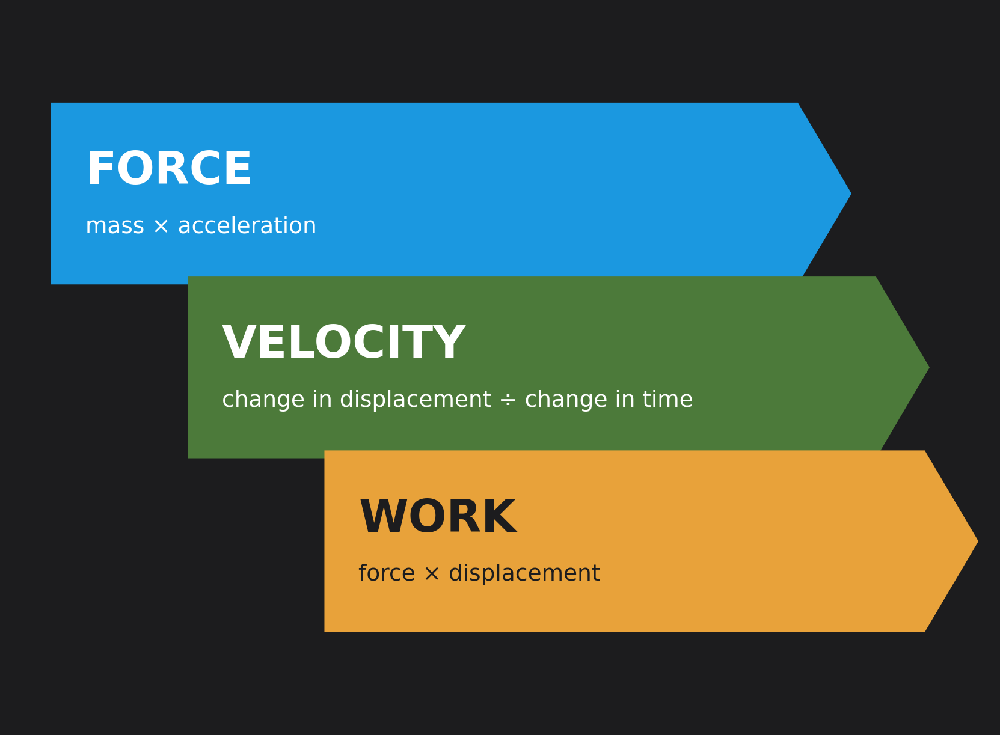 FORCE
mass × acceleration
VELOCITY
change in displacement ÷ change in time
WORK
force × displacement